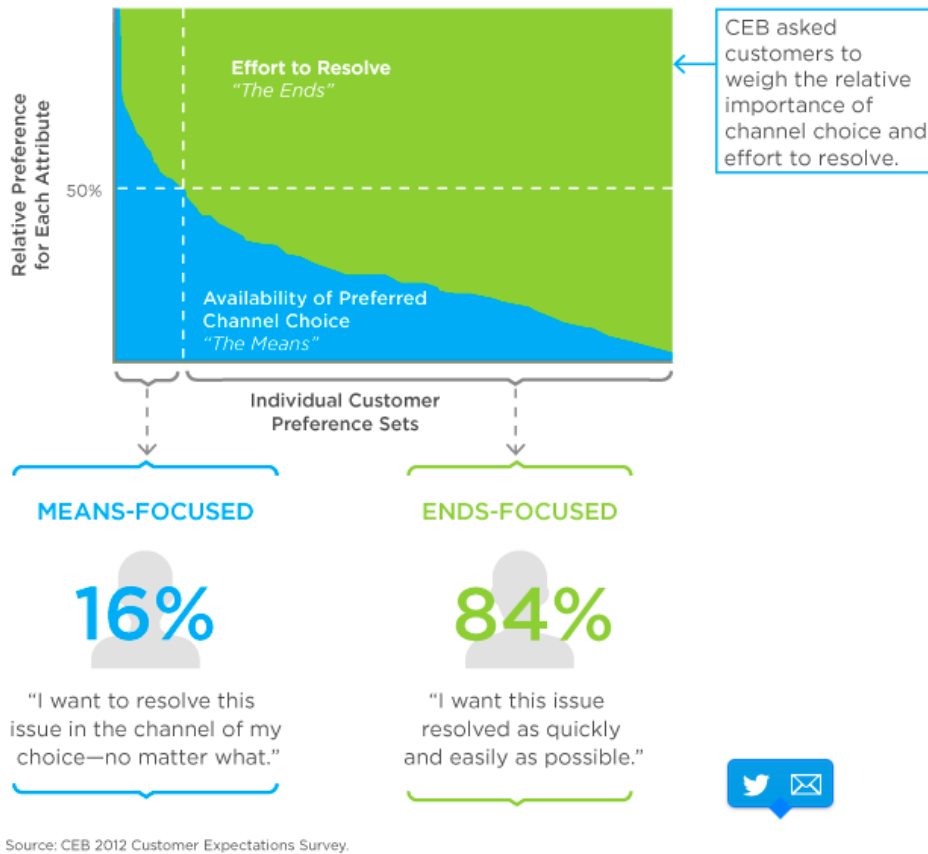 Relative Preference
for Each Attribute
50%
Effort to Resolve
“The Ends”
Availability of Preferred
Channel Choice
“The Means”
CEB asked
customers to
weigh the relative
importance of
channel choice and
effort to resolve.
Individual Customer
Preference Sets
MEANS-FOCUSED
16%
“I want to resolve this
issue in the channel of my
choice—no matter what.”
ENDS-FOCUSED
84%
“I want this issue
resolved as quickly
and easily as possible.”
Source: CEB 2012 Customer Expectations Survey.